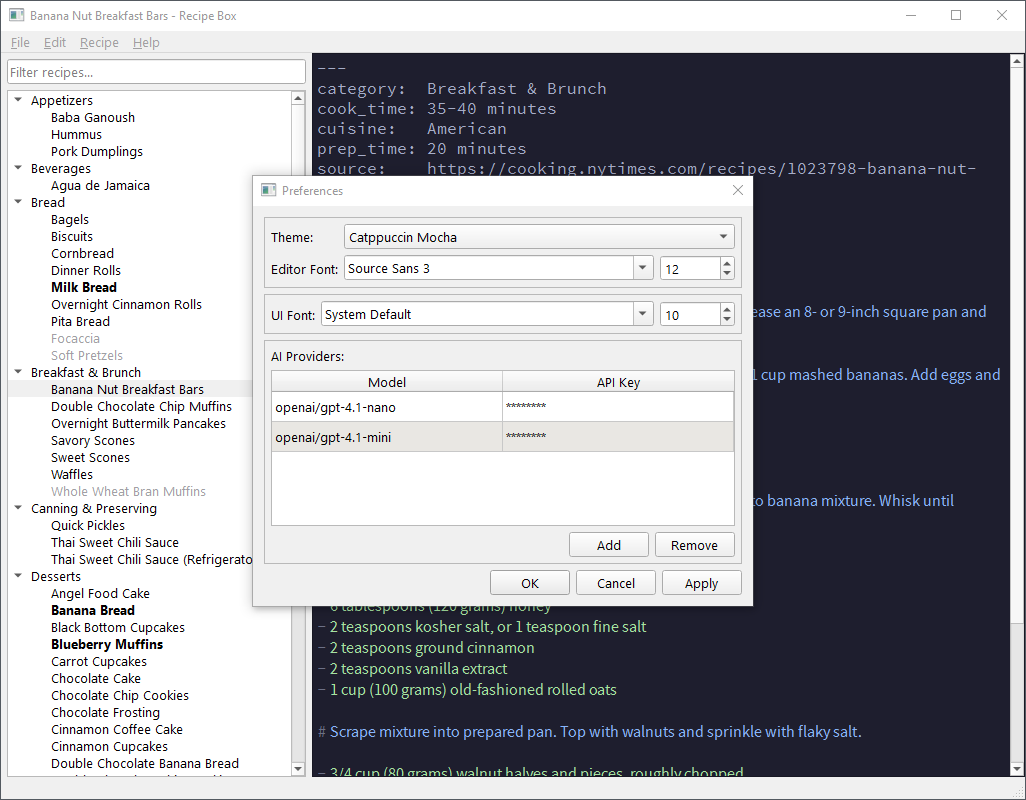 Banana Nut Breakfast Bars - Recipe Box
File Edit Recipe Help
Filter recipes...
Appetizers
Baba Ganoush
Hummus
Pork Dumplings
Beverages
Agua de Jamaica
Bread
Bagels
Biscuits
Cornbread
Dinner Rolls
Milk Bread
Overnight Cinnamon Rolls
Pita Bread
Focaccia
Soft Pretzels
Breakfast & Brunch
Banana Nut Breakfast Bars
Double Chocolate Chip Muffins
Overnight Buttermilk Pancakes
Savory Scones
Sweet Scones
Waffles
Whole Wheat Bran Muffins
Canning & Preserving
Quick Pickles
Thai Sweet Chili Sauce
Thai Sweet Chili Sauce (Refrigerato
Desserts
Angel Food Cake
Banana Bread
Black Bottom Cupcakes
Blueberry Muffins
Carrot Cupcakes
Chocolate Cake
Chocolate Chip Cookies
Chocolate Frosting
Cinnamon Coffee Cake
Cinnamon Cupcakes
Double Chocolate Banana Bread
---
category: Breakfast & Brunch
cook_time: 35-40 minutes
cuisine: American
prep_time: 20 minutes
source: https://cooking.nytimes.com/recipes/1023798-banana-nut-
ease an 8- or 9-inch square pan and
1 cup mashed bananas. Add eggs and
to banana mixture. Whisk until
6 tablespoons (120 grams) honey
- 2 teaspoons kosher salt, or 1 teaspoon fine salt
- 2 teaspoons ground cinnamon
- 2 teaspoons vanilla extract
- 1 cup (100 grams) old-fashioned rolled oats
# Scrape mixture into prepared pan. Top with walnuts and sprinkle with flaky salt.
- 3/4 cup (80 grams) walnut halves and pieces, roughly chopped
Preferences
Theme: Catppuccin Mocha
Editor Font: Source Sans 3 12
UI Font: System Default 10
AI Providers:
Model API Key
openai/gpt-4.1-nano ********
openai/gpt-4.1-mini ********
Add Remove
OK Cancel Apply